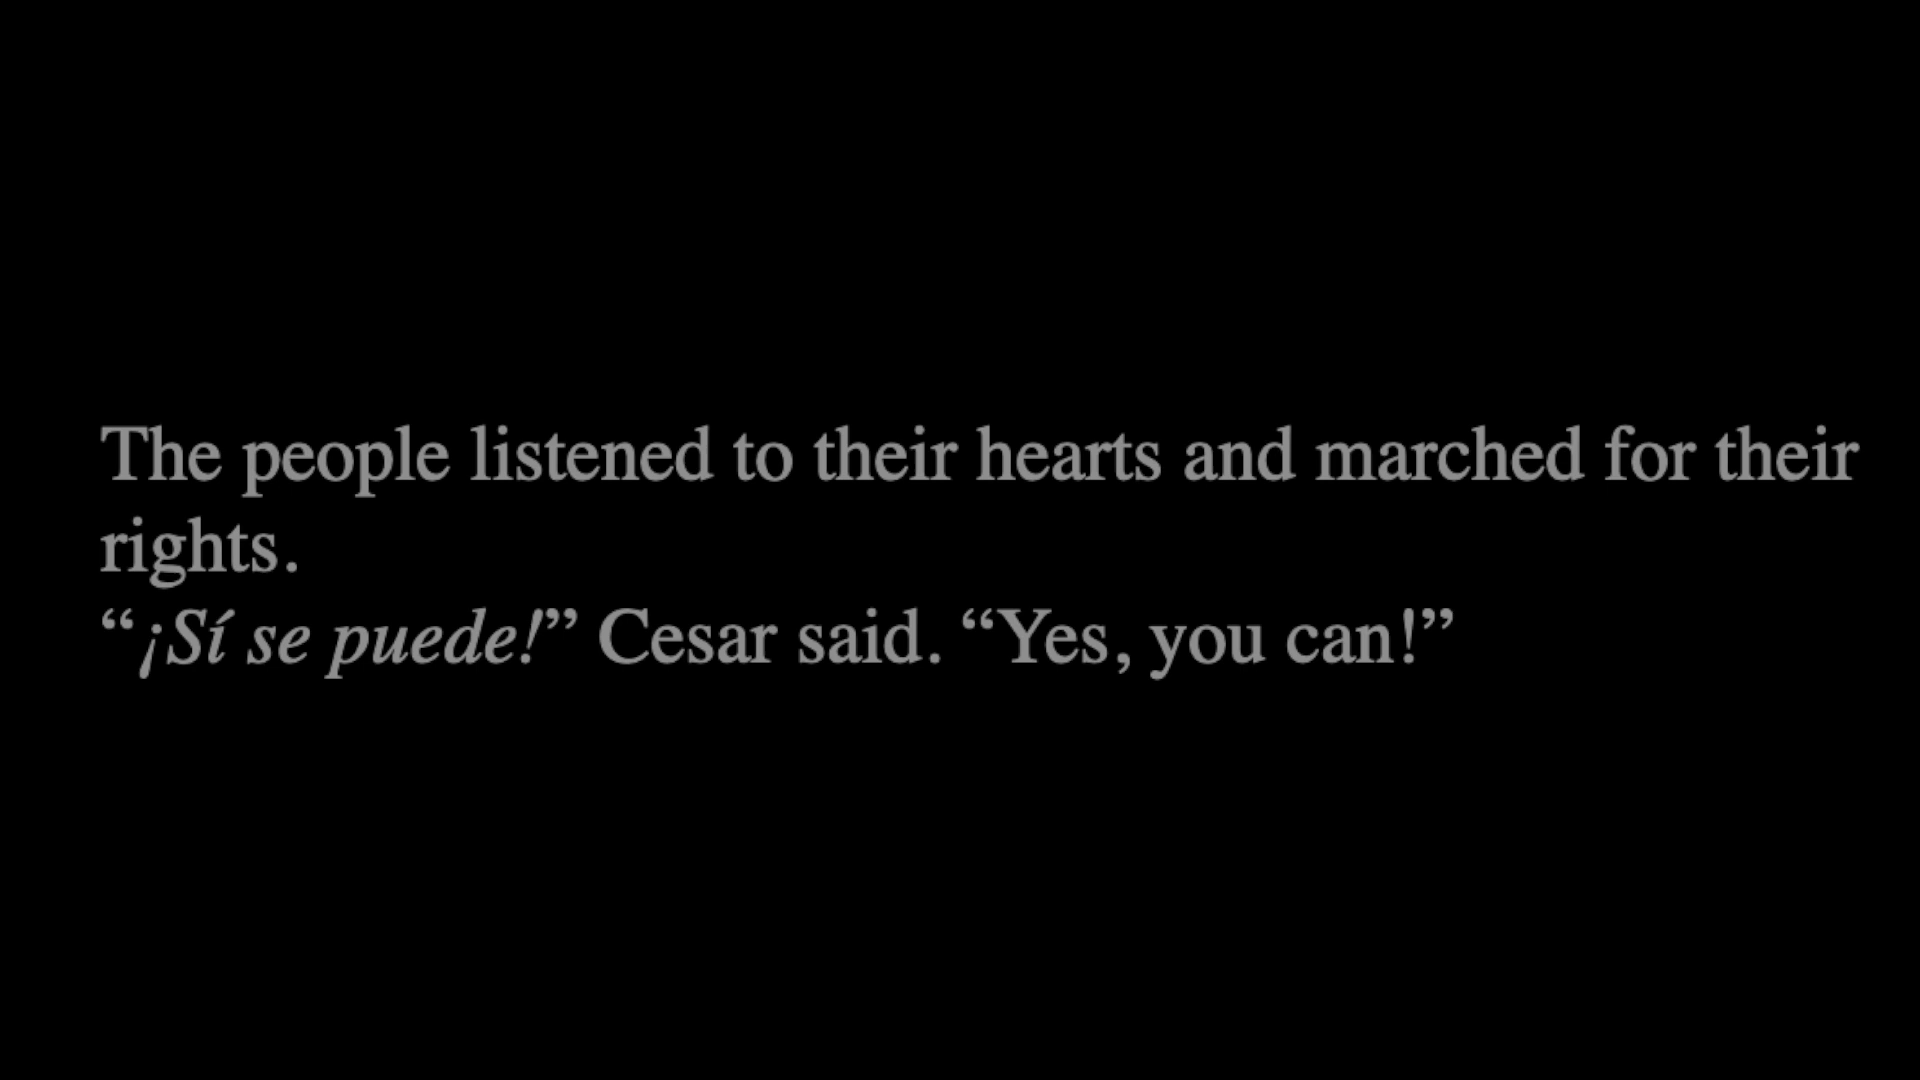 The people listened to their hearts and marched for their
rights.
“¡Sí se puede!” Cesar said. “Yes, you can!”